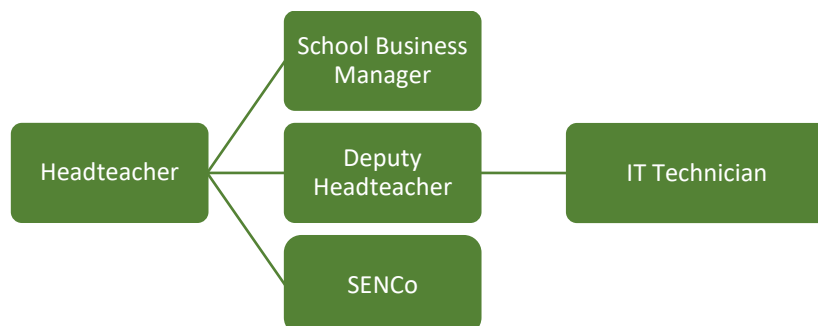 School Business
Manager
Headteacher
Deputy
Headteacher
IT Technician
SENCo